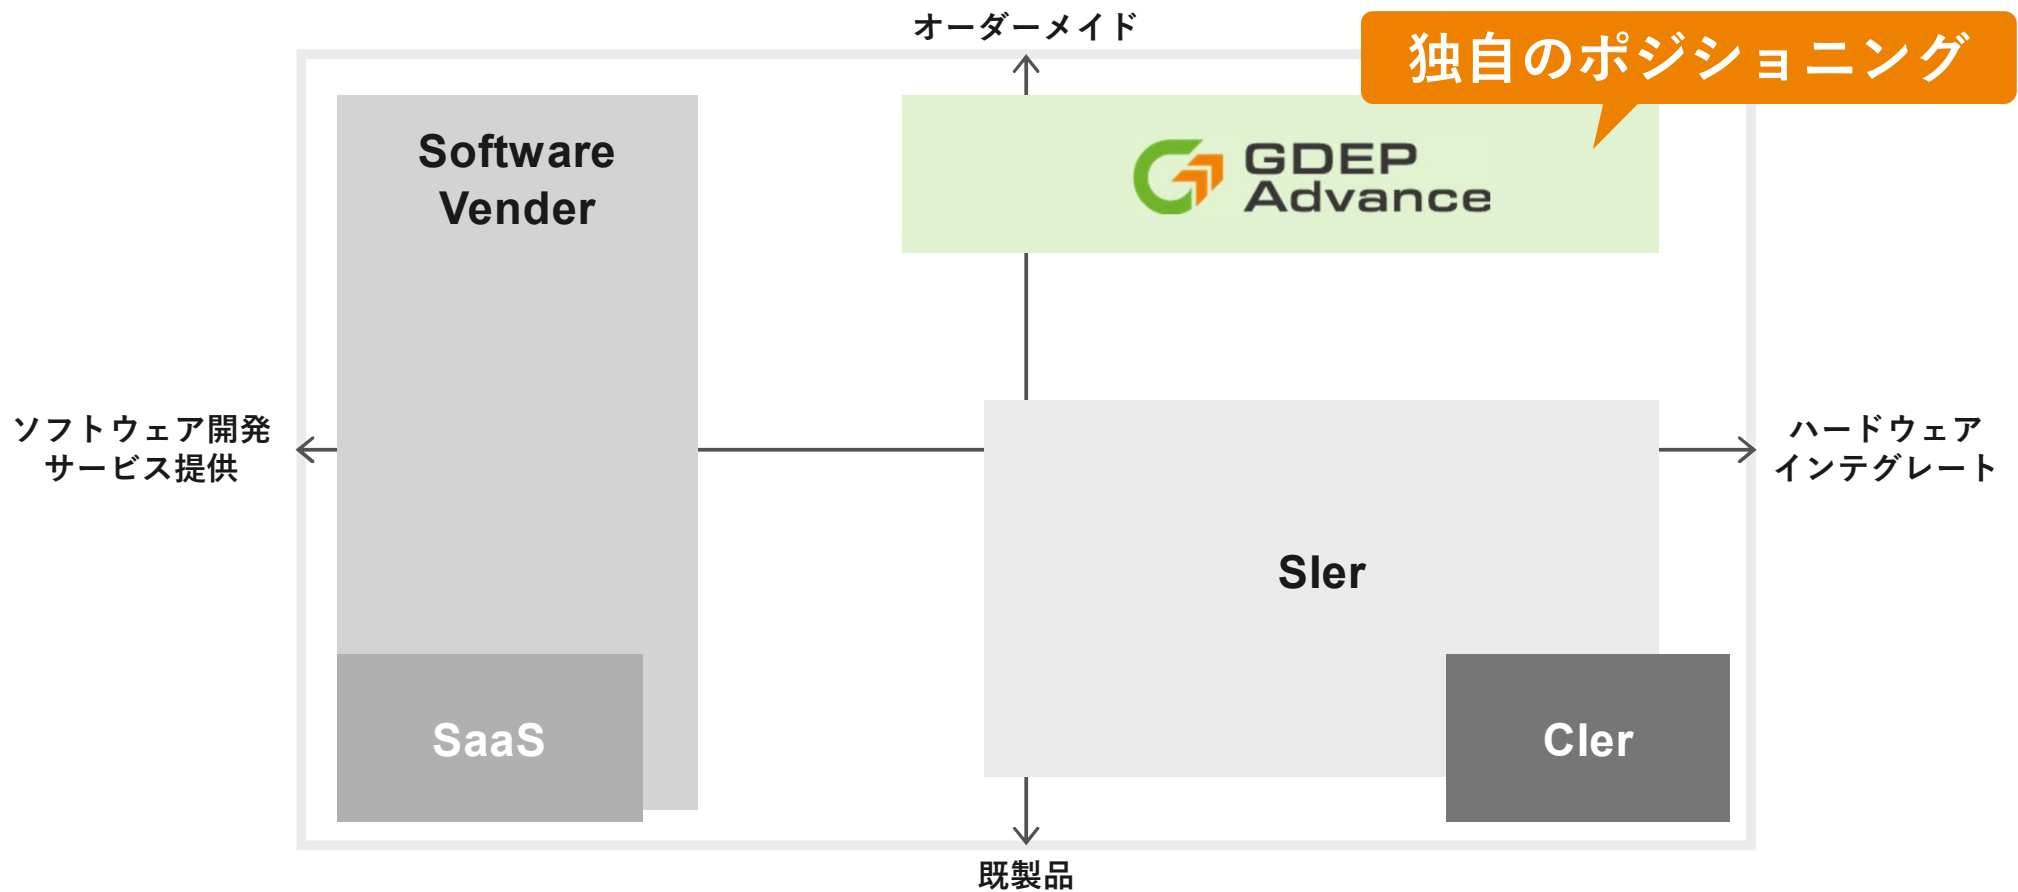 オーダーメイド
独自のポジショニング
Software
Vender
GDEP
Advance
ソフトウェア開発
サービス提供
ハードウェア
インテグレート
SIer
SaaS
CIer
既製品